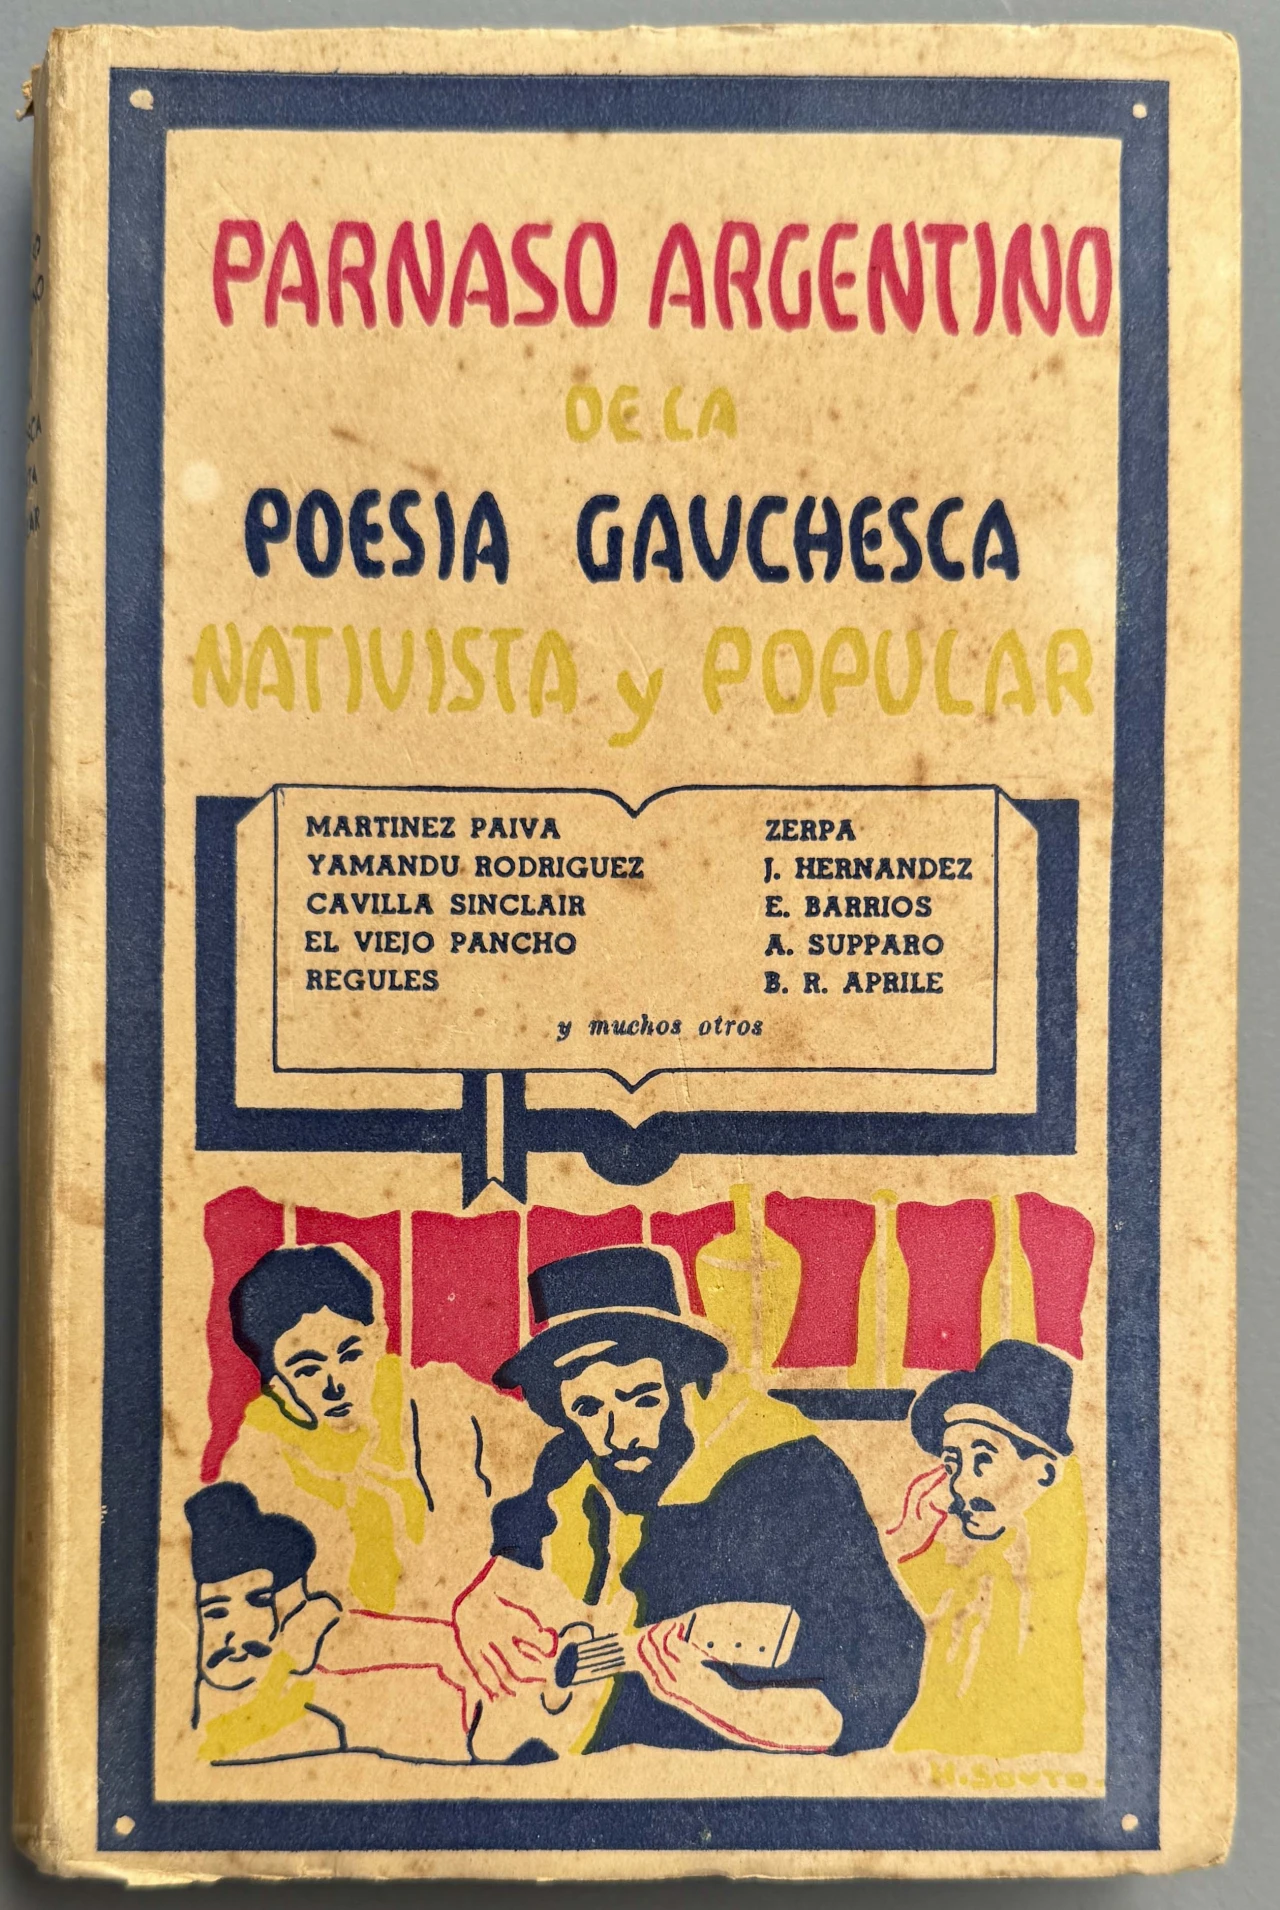 PARNASO ARGENTINO
DE LA
POESIA GAUCHESCA
NATIVISTA y POPULAR
MARTINEZ PAIVA
YAMANDU RODRIGUEZ
CAVILLA SINCLAIR
EL VIEJO PANCHO
REGULES
ZERPA
J. HERNANDEZ
E. BARRIOS
A. SUPPARO
B. R. APRILE
y muchos otros
H. SOUTO.